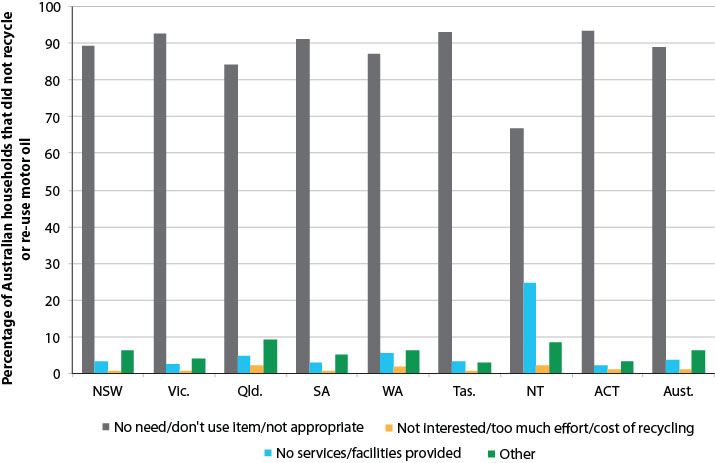 Percentage of Australian households that did not recycle
or re-use motor oil
100
90
80
70
60
50
40
30
20
10
0
NSW Vic. Qld. SA WA Tas. NT ACT Aust.
No need/don't use item/not appropriate Not interested/too much effort/cost of recycling
No services/facilities provided Other